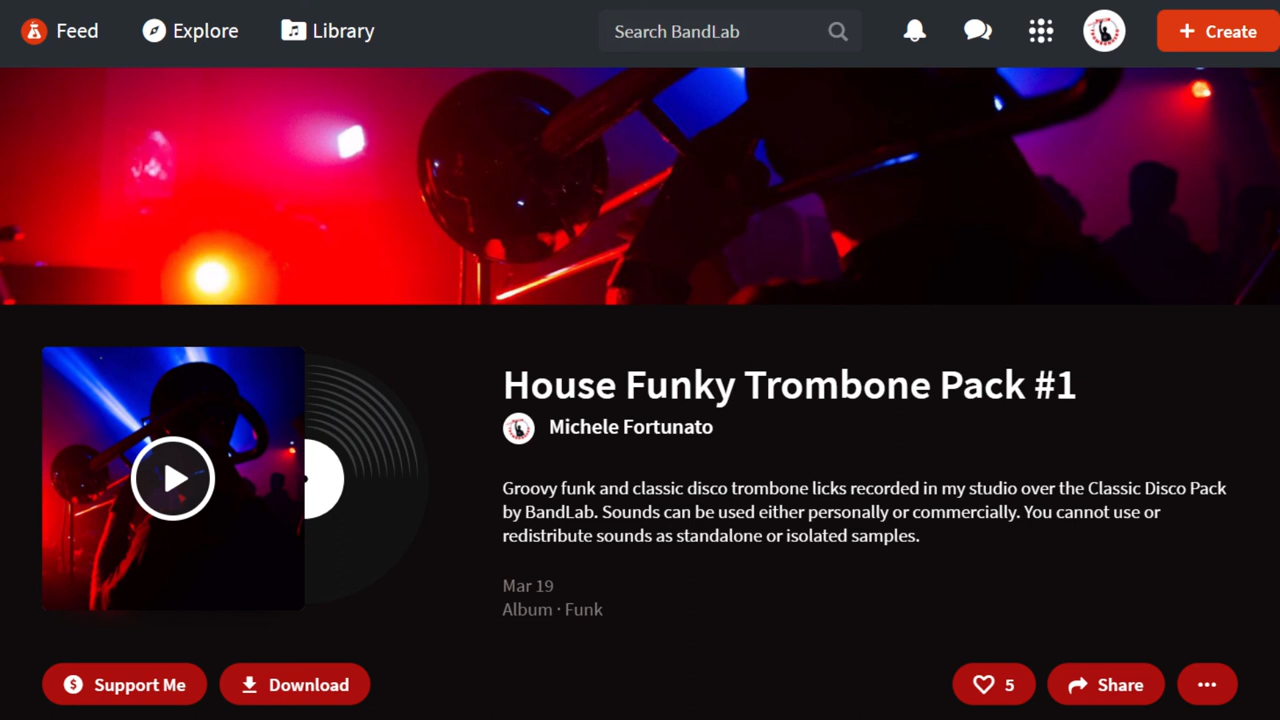 Feed Explore Library Search BandLab Create
House Funky Trombone Pack #1
Michele Fortunato
Groovy funk and classic disco trombone licks recorded in my studio over the Classic Disco Pack
by BandLab. Sounds can be used either personally or commercially. You cannot use or
redistribute sounds as standalone or isolated samples.
Mar 19
Album · Funk
Support Me Download 5 Share